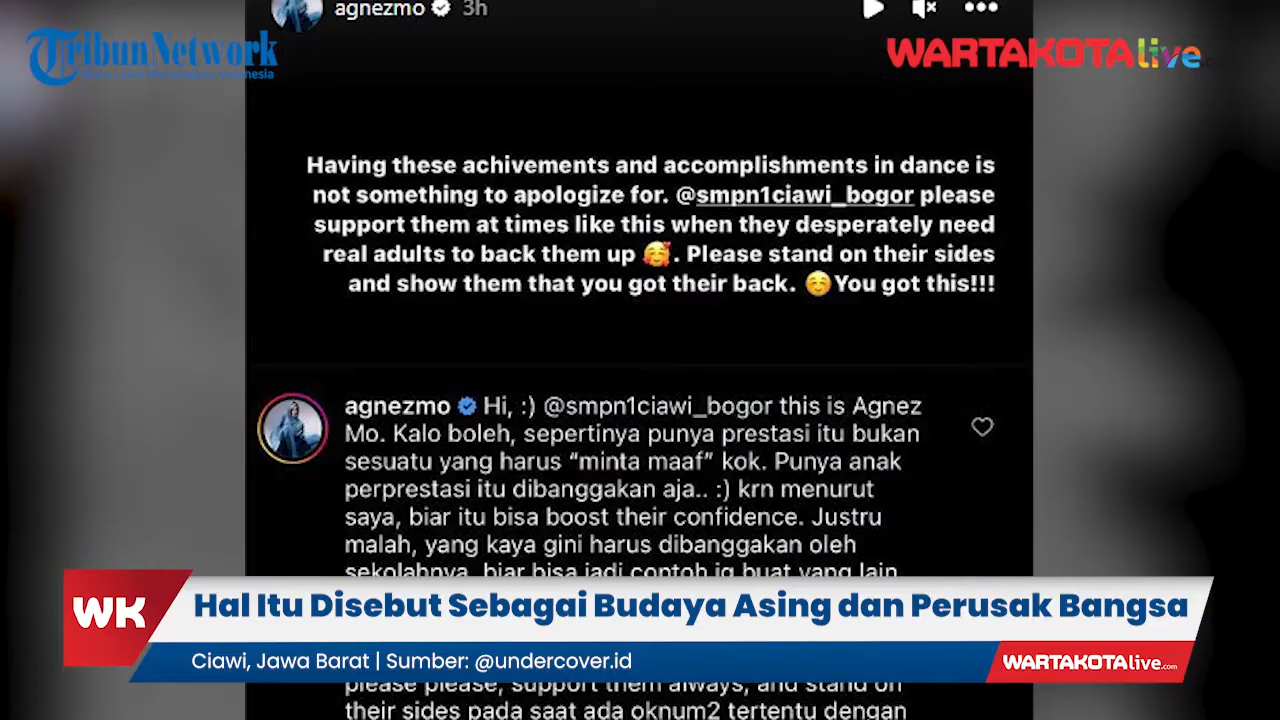 agnezmo 3h
Tribun Network
WARTAKOTAlive
Having these achivements and accomplishments in dance is
not something to apologize for. @smpn1ciawi_bogor please
support them at times like this when they desperately need
real adults to back them up 🥰. Please stand on their sides
and show them that you got their back. ☺️You got this!!!
agnezmo Hi, :) @smpn1ciawi_bogor this is Agnez
Mo. Kalo boleh, sepertinya punya prestasi itu bukan
sesuatu yang harus “minta maaf” kok. Punya anak
perprestasi itu dibanggakan aja.. :) krn menurut
saya, biar itu bisa boost their confidence. Justru
malah, yang kaya gini harus dibanggakan oleh
sekolahnya, biar bisa jadi contoh jg buat yang lain
WK
Hal Itu Disebut Sebagai Budaya Asing dan Perusak Bangsa
Ciawi, Jawa Barat | Sumber: @undercover.id
WARTAKOTAlive.com
please please, support them always, and stand on
their sides pada saat ada oknum2 tertentu dengan